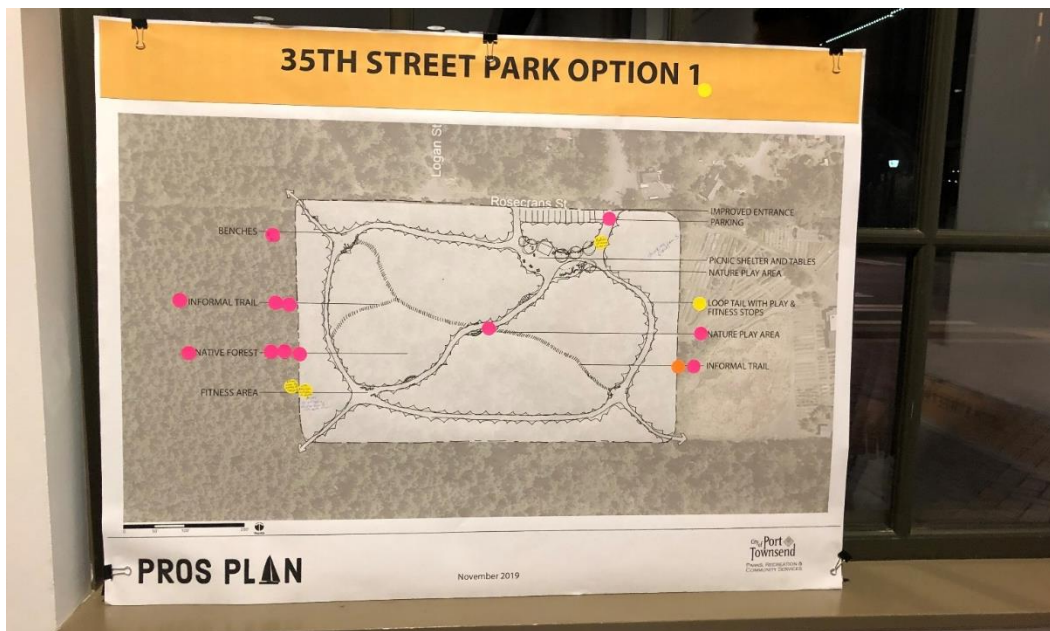 35TH STREET PARK OPTION 1
Logan St
Rosecrans St
BENCHES
INFORMAL TRAIL
NATIVE FOREST
FITNESS AREA
IMPROVED ENTRANCE
PARKING
PICNIC SHELTER AND TABLES
NATURE PLAY AREA
LOOP TAIL WITH PLAY &
FITNESS STOPS
NATURE PLAY AREA
INFORMAL TRAIL
PROS PLAN
November 2019
City of Port
Townsend
PARKS, RECREATION &
COMMUNITY SERVICES